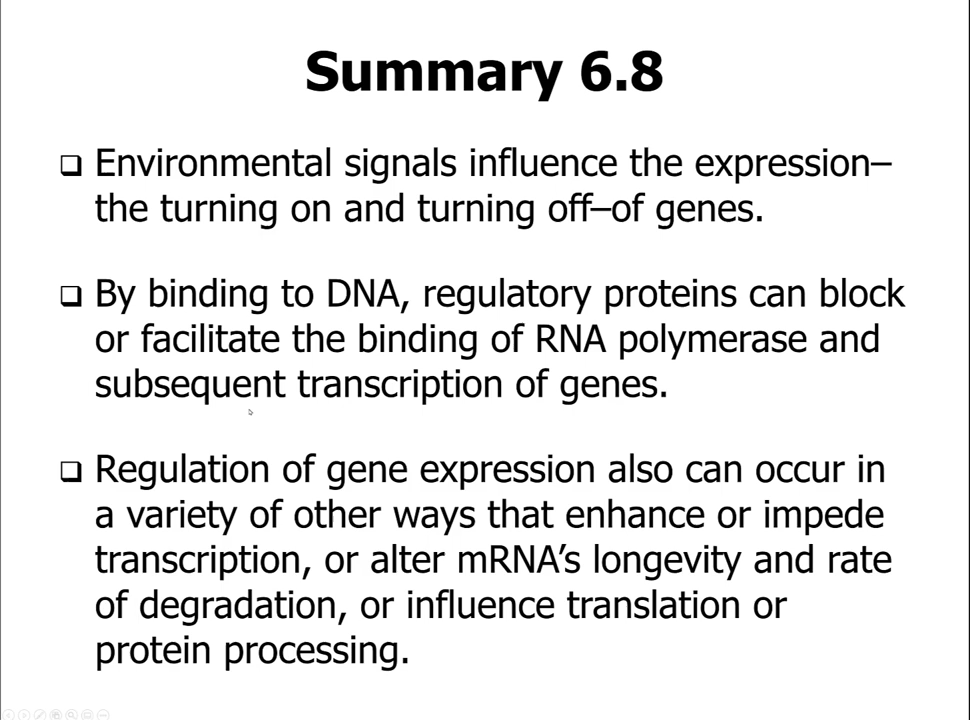 Summary 6.8
❑ Environmental signals influence the expression–
the turning on and turning off–of genes.
❑ By binding to DNA, regulatory proteins can block
or facilitate the binding of RNA polymerase and
subsequent transcription of genes.
❑ Regulation of gene expression also can occur in
a variety of other ways that enhance or impede
transcription, or alter mRNA’s longevity and rate
of degradation, or influence translation or
protein processing.